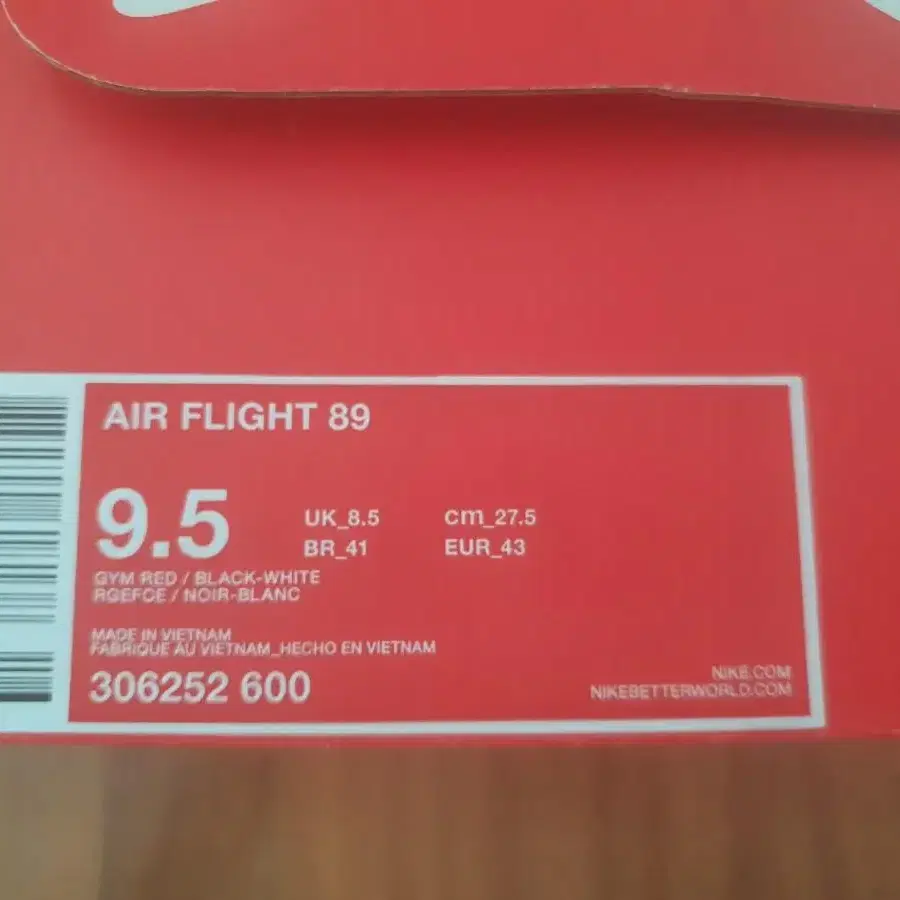 AIR FLIGHT 89
9.5
UK_8.5 cm_27.5
BR_41 EUR_43
GYM RED / BLACK-WHITE
RGEFCE / NOIR-BLANC
MADE IN VIETNAM
FABRIQUE AU VIETNAM_HECHO EN VIETNAM
306252 600
NIKE.COM
NIKEBETTERWORLD.COM